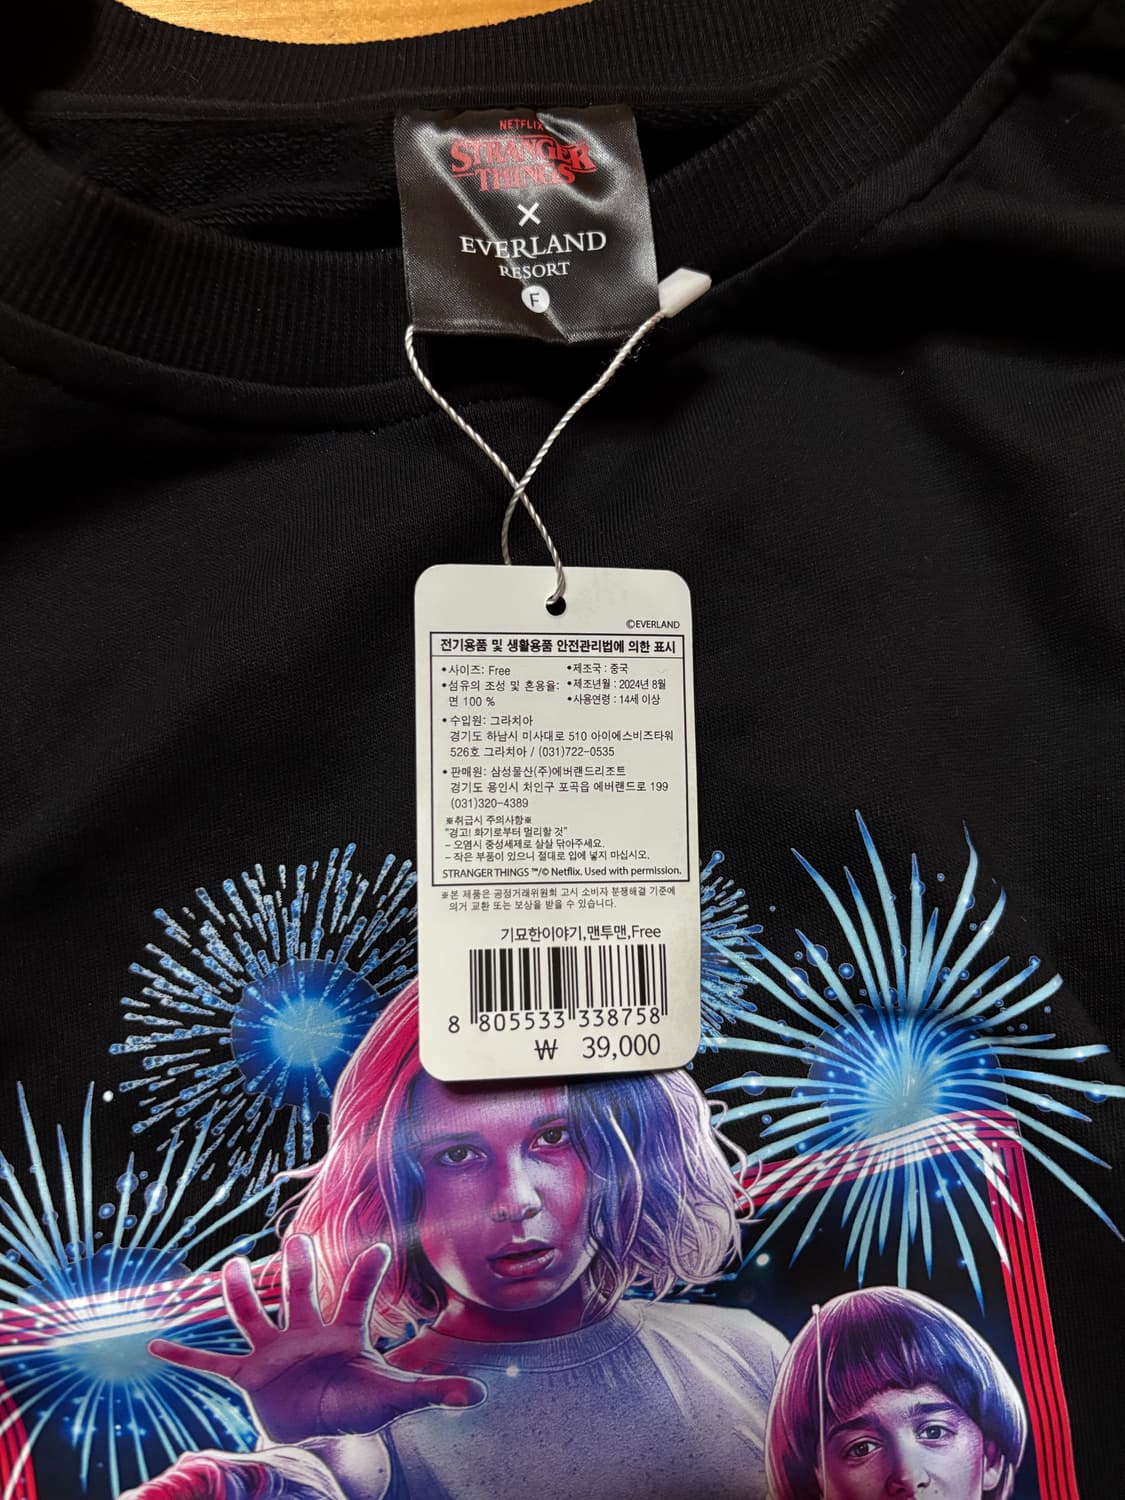 NETFLIX
STRANGER
THINGS
×
EVERLAND
RESORT
F
©EVERLAND
전기용품 및 생활용품 안전관리법에 의한 표시
•사이즈: Free
•제조국 : 중국
•섬유의 조성 및 혼용율:
•제조년월 : 2024년 8월
면 100 %
•사용연령 : 14세 이상
• 수입원: 그라치아
경기도 하남시 미사대로 510 아이에스비즈타워
526호 그라치아 / (031)722-0535
• 판매원: 삼성물산(주)에버랜드리조트
경기도 용인시 처인구 포곡읍 에버랜드로 199
(031)320-4389
※취급시 주의사항※
"경고! 화기로부터 멀리할 것"
- 오염시 중성세제로 살살 닦아주세요.
- 작은 부품이 있으니 절대로 입에 넣지 마십시오.
STRANGER THINGS ™/© Netflix. Used with permission.
※본 제품은 공정거래위원회 고시 소비자 분쟁해결 기준에
의거 교환 또는 보상을 받을 수 있습니다.
기묘한이야기,맨투맨,Free
8 805533 338758
₩ 39,000